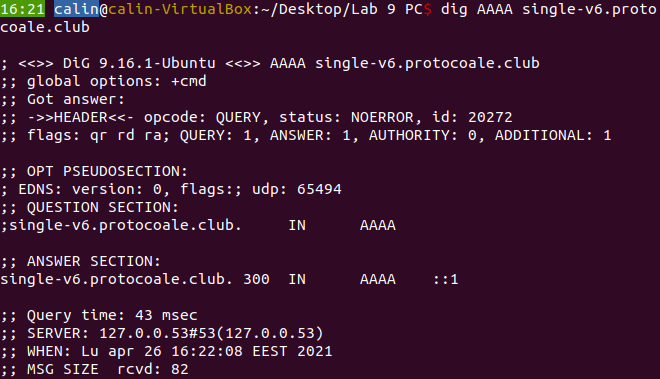 16:21 calin@calin-VirtualBox:~/Desktop/Lab 9 PC$ dig AAAA single-v6.proto
coale.club

; <<>> DiG 9.16.1-Ubuntu <<>> AAAA single-v6.protocoale.club
;; global options: +cmd
;; Got answer:
;; ->>HEADER<<- opcode: QUERY, status: NOERROR, id: 20272
;; flags: qr rd ra; QUERY: 1, ANSWER: 1, AUTHORITY: 0, ADDITIONAL: 1

;; OPT PSEUDOSECTION:
; EDNS: version: 0, flags:; udp: 65494
;; QUESTION SECTION:
;single-v6.protocoale.club.	IN	AAAA

;; ANSWER SECTION:
single-v6.protocoale.club. 300	IN	AAAA	::1

;; Query time: 43 msec
;; SERVER: 127.0.0.53#53(127.0.0.53)
;; WHEN: Lu apr 26 16:22:08 EEST 2021
;; MSG SIZE  rcvd: 82